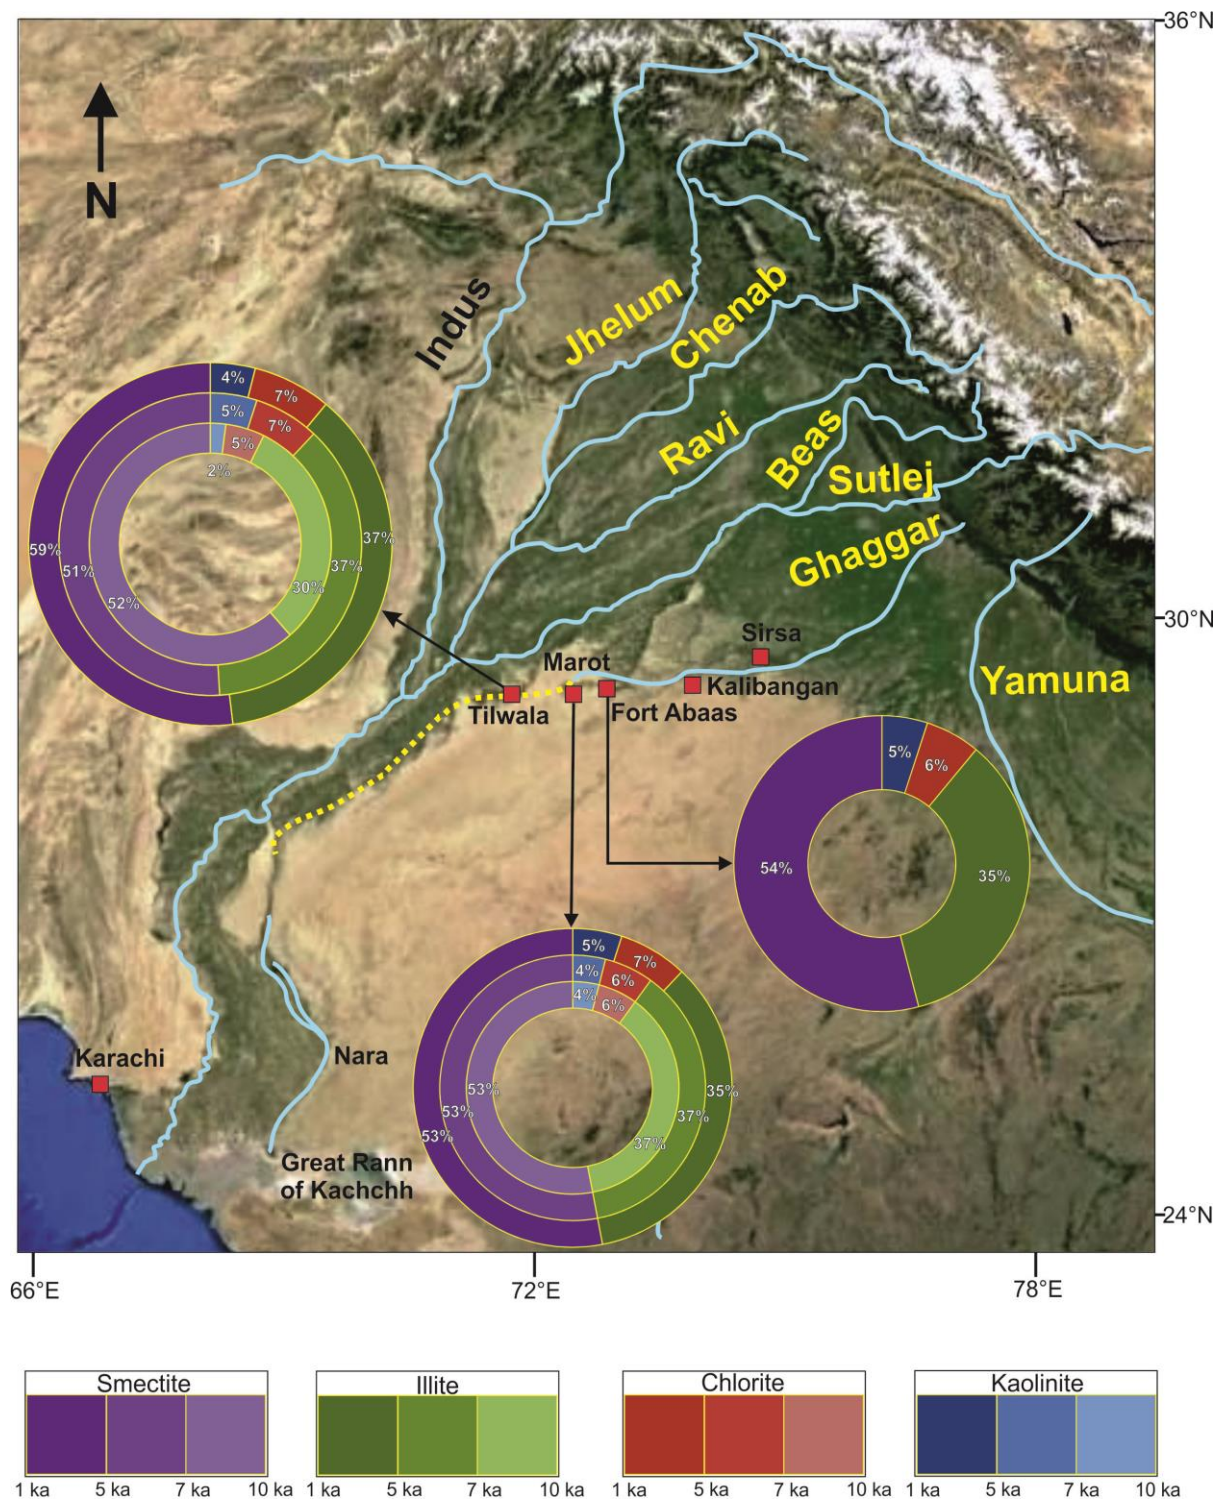 36°N
N
Indus
Jhelum
Chenab
Ravi
Beas
Sutlej
Ghaggar
4%
7%
5%
7%
5%
2%
37%
37%
30%
59%
51%
52%
30°N
Sirsa
Marot
Kalibangan
Tilwala
Fort Abaas
Yamuna
5%
6%
54%
35%
5%
7%
4%
6%
4%
6%
53%
53%
53%
35%
37%
37%
Karachi
Nara
Great Rann
of Kachchh
24°N
66°E
72°E
78°E
Smectite
1 ka 5 ka 7 ka 10 ka
Illite
1 ka 5 ka 7 ka 10 ka
Chlorite
1 ka 5 ka 7 ka 10 ka
Kaolinite
1 ka 5 ka 7 ka 10 ka